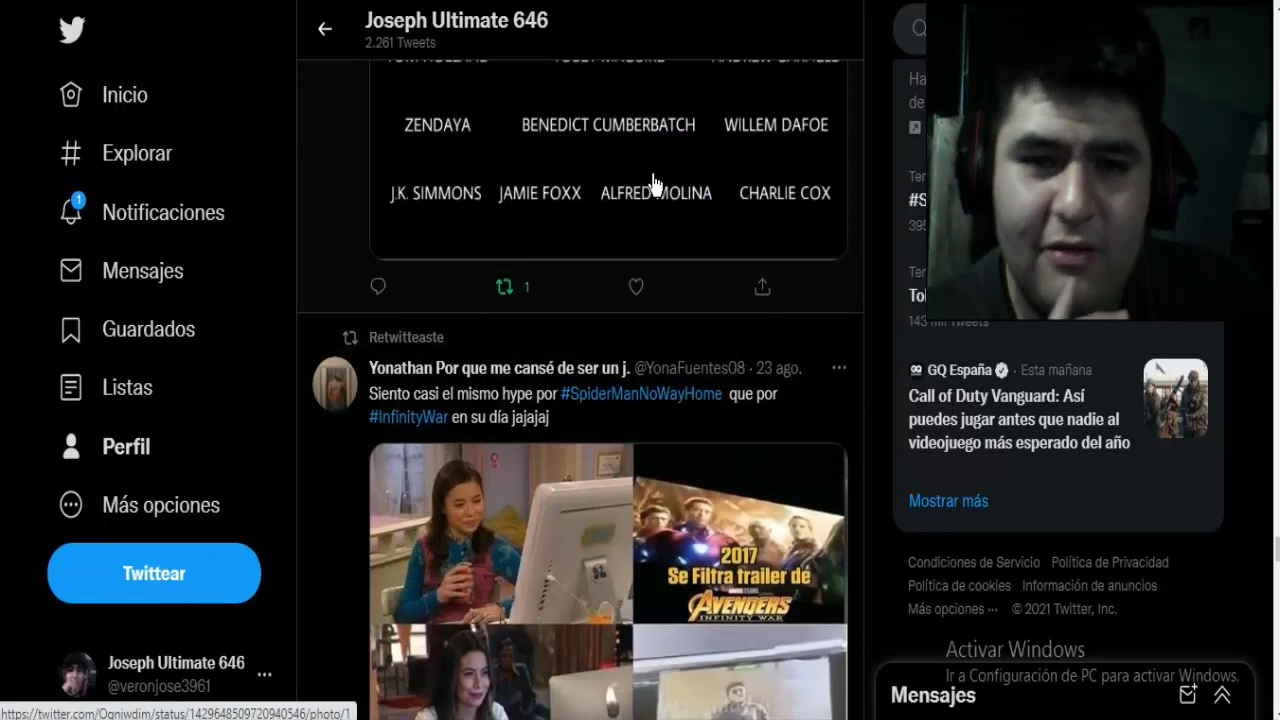 Joseph Ultimate 646
2.261 Tweets
Inicio
Explorar
1
Notificaciones
Mensajes
Guardados
Listas
Perfil
Más opciones
Twittear
Joseph Ultimate 646
@veronjose3961
https://twitter.com/Ogniwdim/status/1429648509720940546/photo/1
ZENDAYA BENEDICT CUMBERBATCH WILLEM DAFOE
J.K. SIMMONS JAMIE FOXX ALFRED MOLINA CHARLIE COX
1
Retwitteaste
Yonathan Por que me cansé de ser un j. @YonaFuentes08 · 23 ago.
Siento casi el mismo hype por #SpiderManNoWayHome que por
#InfinityWar en su día jajajaj
2017
Se Filtra trailer de
AVENGERS
INFINITY WAR
GQ España · Esta mañana
Call of Duty Vanguard: Así
puedes jugar antes que nadie al
videojuego más esperado del año
Mostrar más
Condiciones de Servicio Política de Privacidad
Política de cookies Información de anuncios
Más opciones ··· © 2021 Twitter, Inc.
Activar Windows
Ir a Configuración de PC para activar Windows.
Mensajes